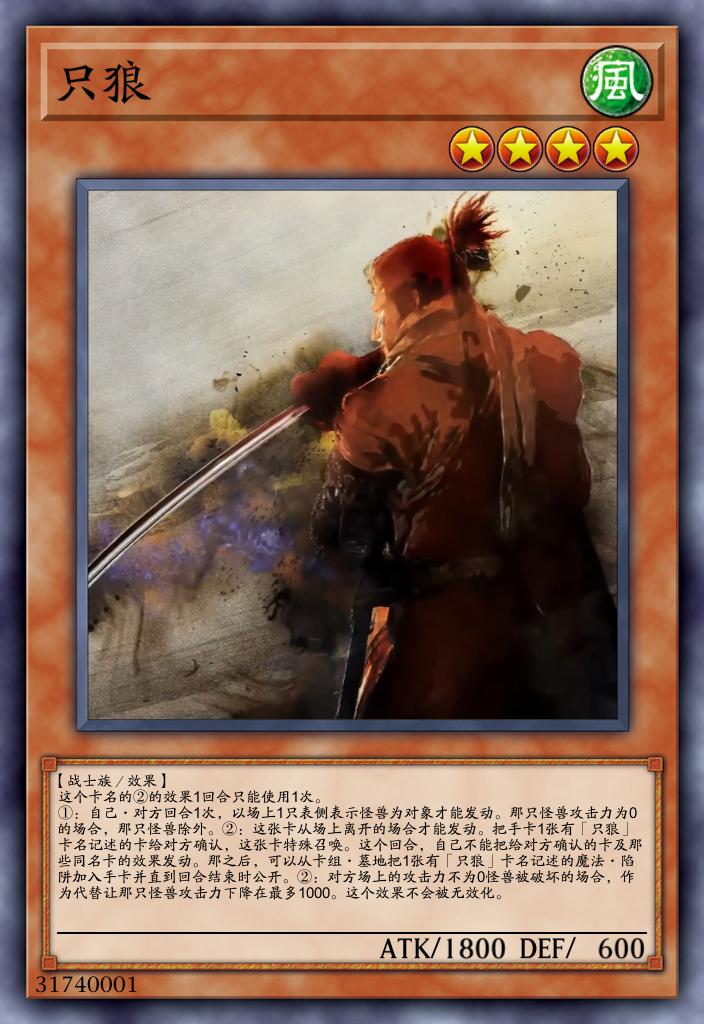 只狼
風
【战士族／效果】
这个卡名的②的效果1回合只能使用1次。
①：自己·对方回合1次，以场上1只表侧表示怪兽为对象才能发动。那只怪兽攻击力为0
的场合，那只怪兽除外。②：这张卡从场上离开的场合才能发动。把手卡1张有「只狼」
卡名记述的卡给对方确认，这张卡特殊召唤。这个回合，自己不能把给对方确认的卡及那
些同名卡的效果发动。那之后，可以从卡组·墓地把1张有「只狼」卡名记述的魔法·陷
阱加入手卡并直到回合结束时公开。②：对方场上的攻击力不为0怪兽被破坏的场合，作
为代替让那只怪兽攻击力下降在最多1000。这个效果不会被无效化。
ATK/1800 DEF/ 600
31740001